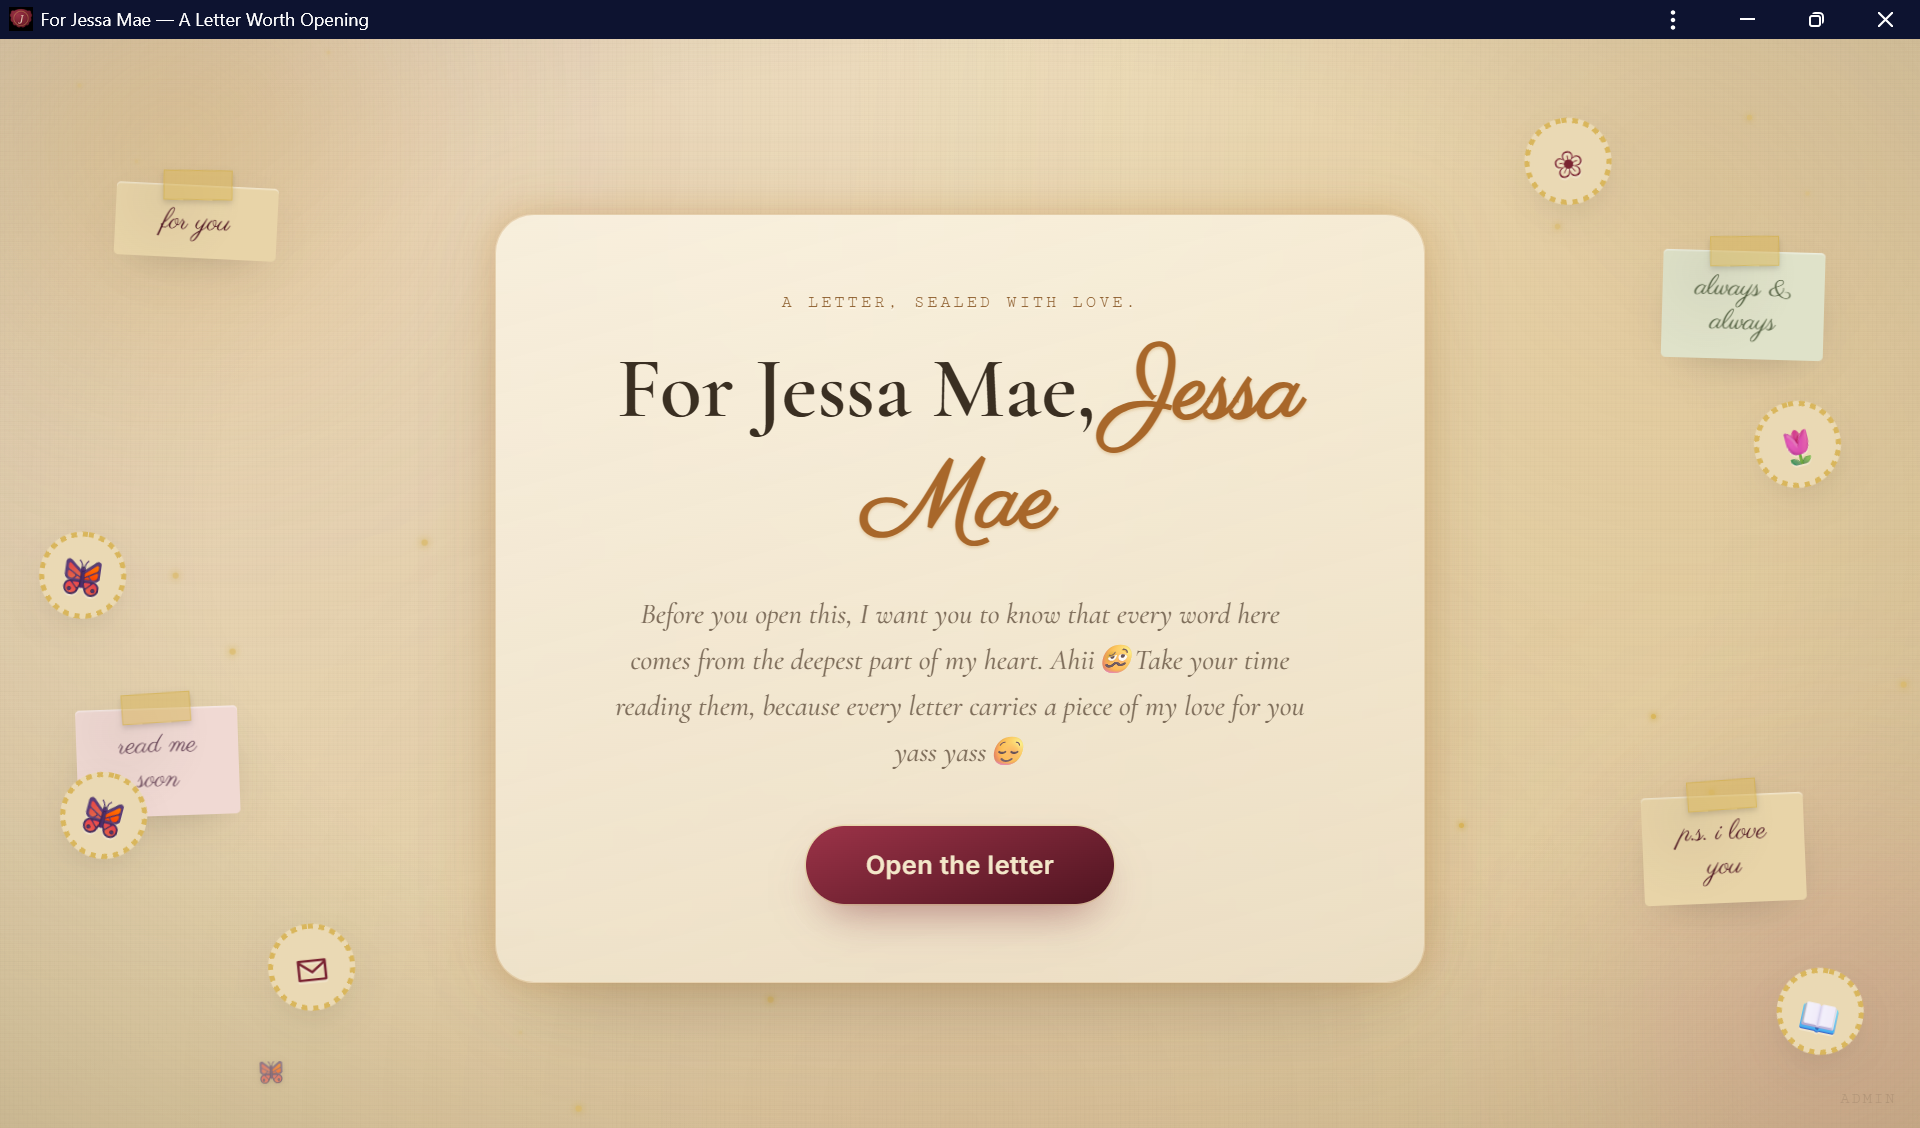 For Jessa Mae — A Letter Worth Opening
for you
always &
always
A LETTER, SEALED WITH LOVE.
For Jessa Mae, Jessa
Mae
Before you open this, I want you to know that every word here
comes from the deepest part of my heart. Ahii 🥴 Take your time
reading them, because every letter carries a piece of my love for you
yass yass 😌
read me
soon
p.s. i love
you
Open the letter
ADMIN